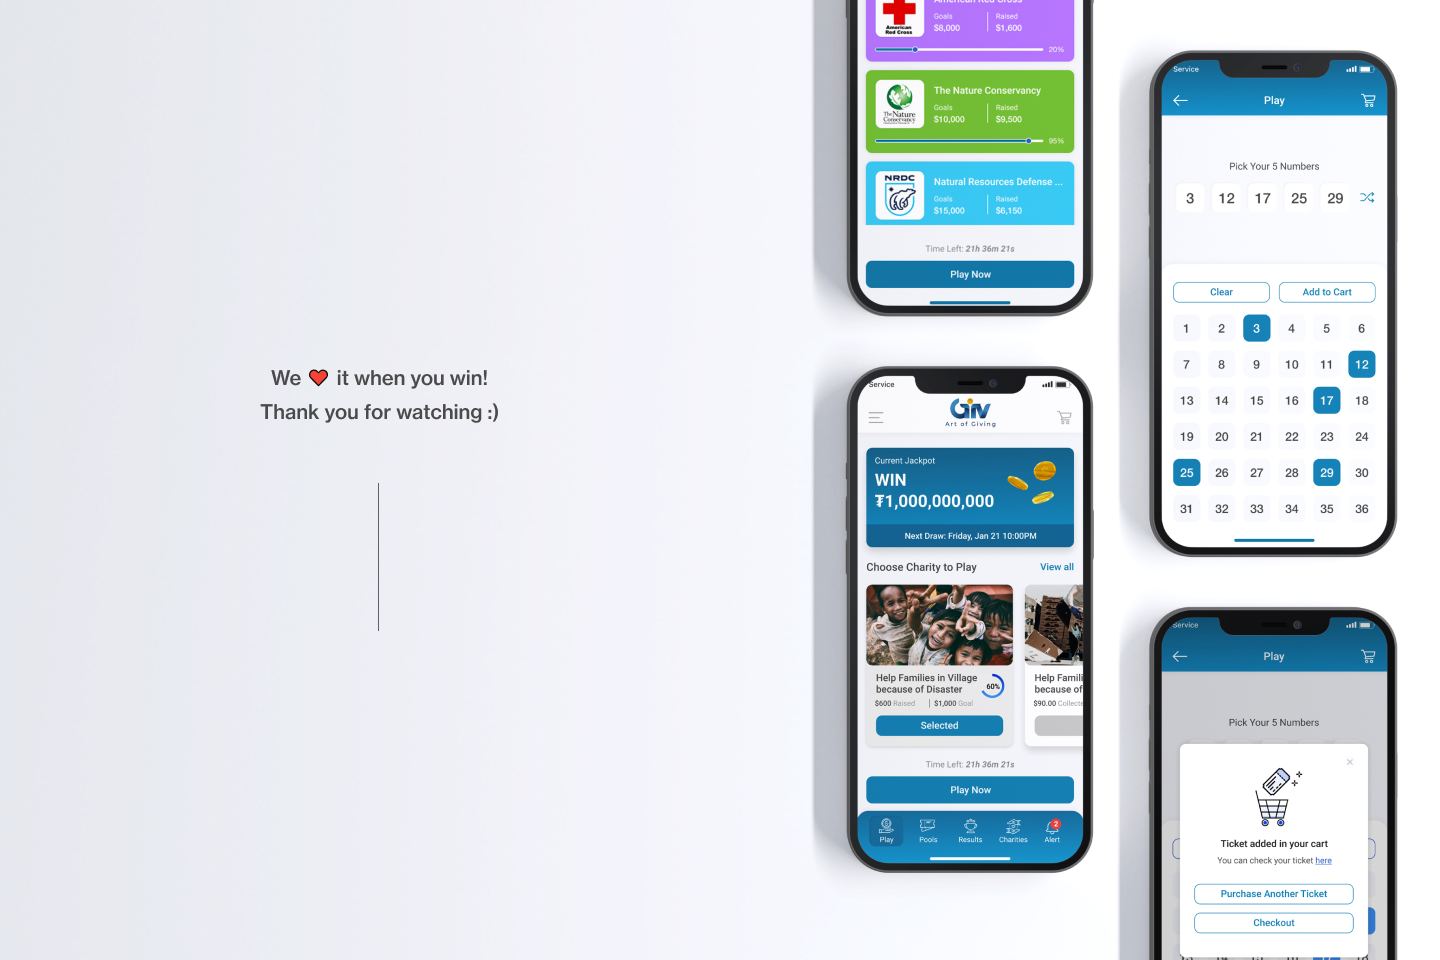 We ❤️ it when you win!
Thank you for watching :)
American Red Cross
Goals
Raised
$8,000
$1,600
American
Red Cross
20%
The Nature Conservancy
The Nature
Conservancy
Goals
Raised
$10,000
$9,500
95%
NRDC
Natural Resources Defense ...
Goals
Raised
$15,000
$6,150
Time Left: 21h 36m 21s
Play Now
Service
Giv
Art of Giving
Current Jackpot
WIN
₮1,000,000,000
Next Draw: Friday, Jan 21 10:00PM
Choose Charity to Play
View all
Help Families in Village
because of Disaster
60%
$600 Raised
$1,000 Goal
Selected
Help Famili
because of
$90.00 Collecte
Time Left: 21h 36m 21s
Play Now
Play
Pools
Results
Charities
Alert
2
Service
Play
Pick Your 5 Numbers
3 12 17 25 29
Clear
Add to Cart
1 2 3 4 5 6
7 8 9 10 11 12
13 14 15 16 17 18
19 20 21 22 23 24
25 26 27 28 29 30
31 32 33 34 35 36
Service
Play
Pick Your 5 Numbers
Ticket added in your cart
You can check your ticket here
Purchase Another Ticket
Checkout